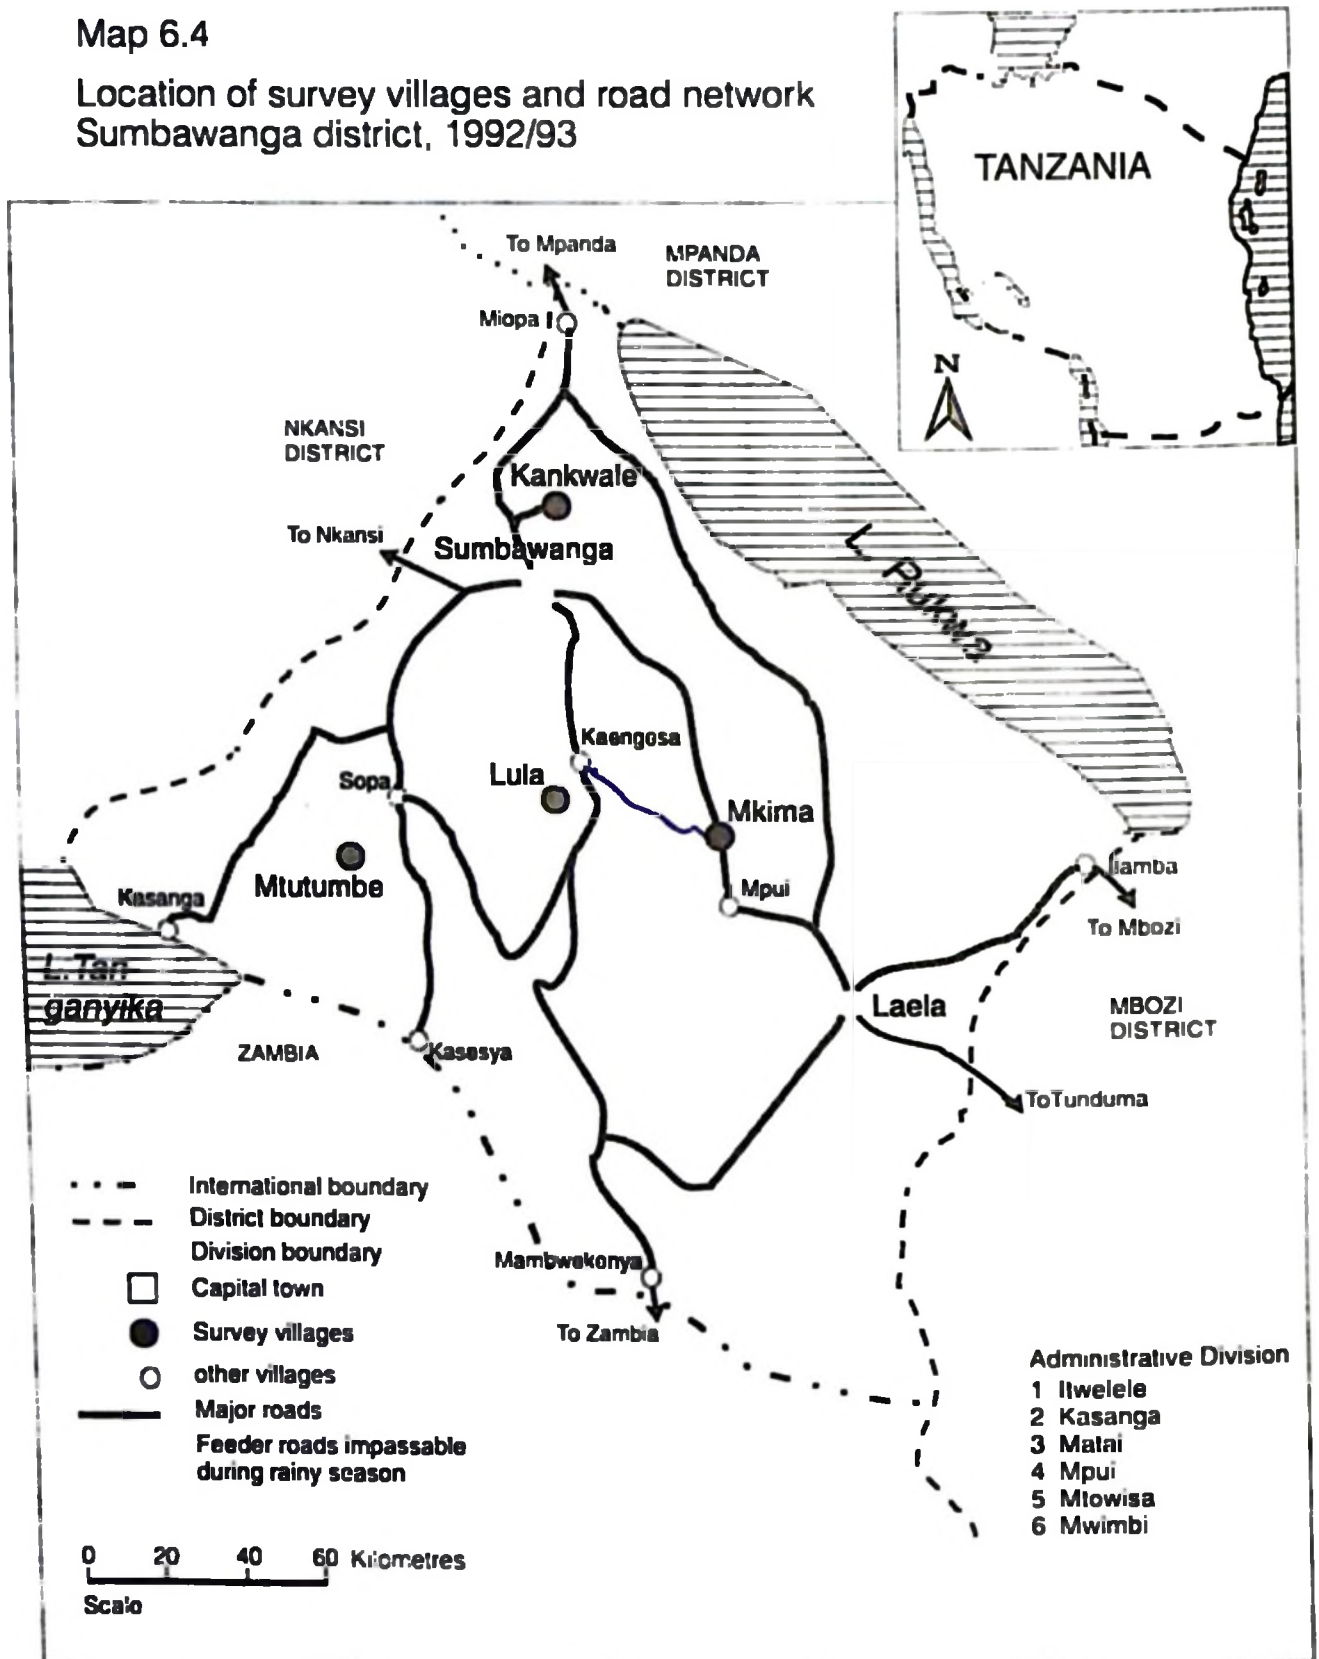 Map 6.4
Location of survey villages and road network
Sumbawanga district, 1992/93
TANZANIA
N
To Mpanda
MPANDA
DISTRICT
Miopa
NKANSI
DISTRICT
Kankwale
To Nkansi
Sumbawanga
L. Rukwa
Kaengosa
Sopa
Lula
Mkima
Mtutumbe
Kasanga
Mpui
Ilamba
To Mbozi
L.Tan
ganyika
Laela
MBOZI
DISTRICT
ZAMBIA
Kasesya
ToTunduma
International boundary
District boundary
Division boundary
Capital town
Survey villages
other villages
Major roads
Feeder roads impassable
during rainy season
Mambwekenya
To Zambia
Administrative Division
1 Itwelele
2 Kasanga
3 Matai
4 Mpui
5 Mtowisa
6 Mwimbi
0 20 40 60 Kilometres
Scale